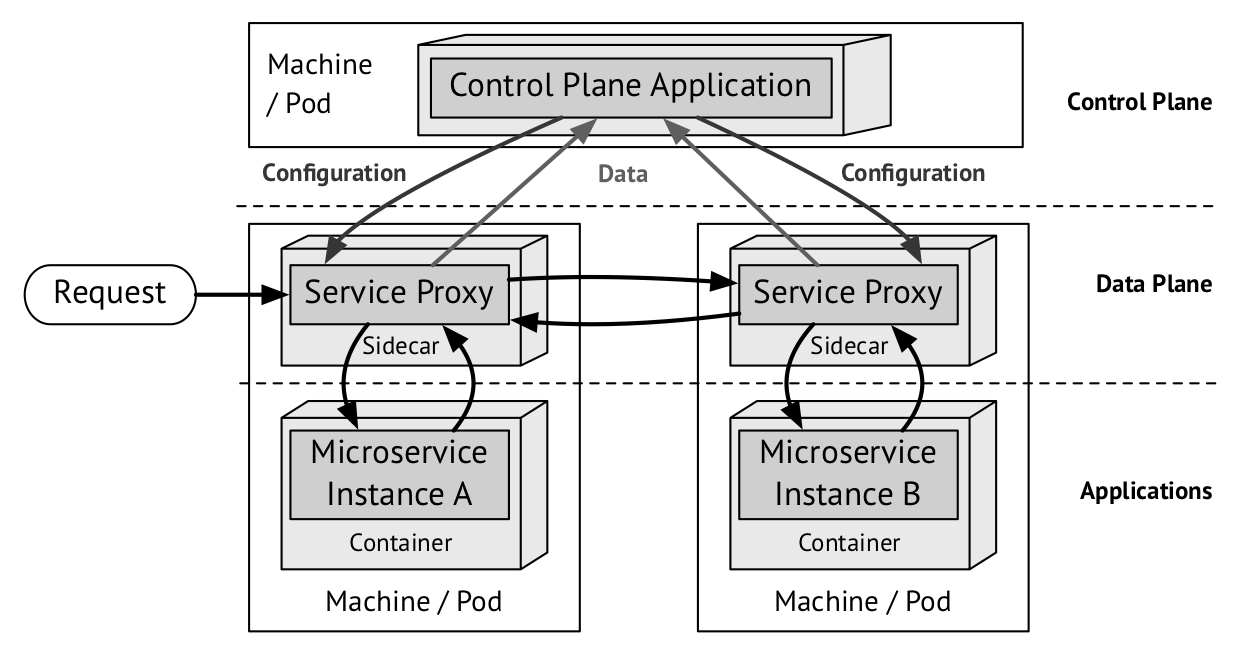 Machine
/ Pod
Control Plane Application
Control Plane
Configuration
Data
Configuration
Request
Service Proxy
Sidecar
Service Proxy
Sidecar
Data Plane
Microservice
Instance A
Container
Machine / Pod
Microservice
Instance B
Container
Machine / Pod
Applications